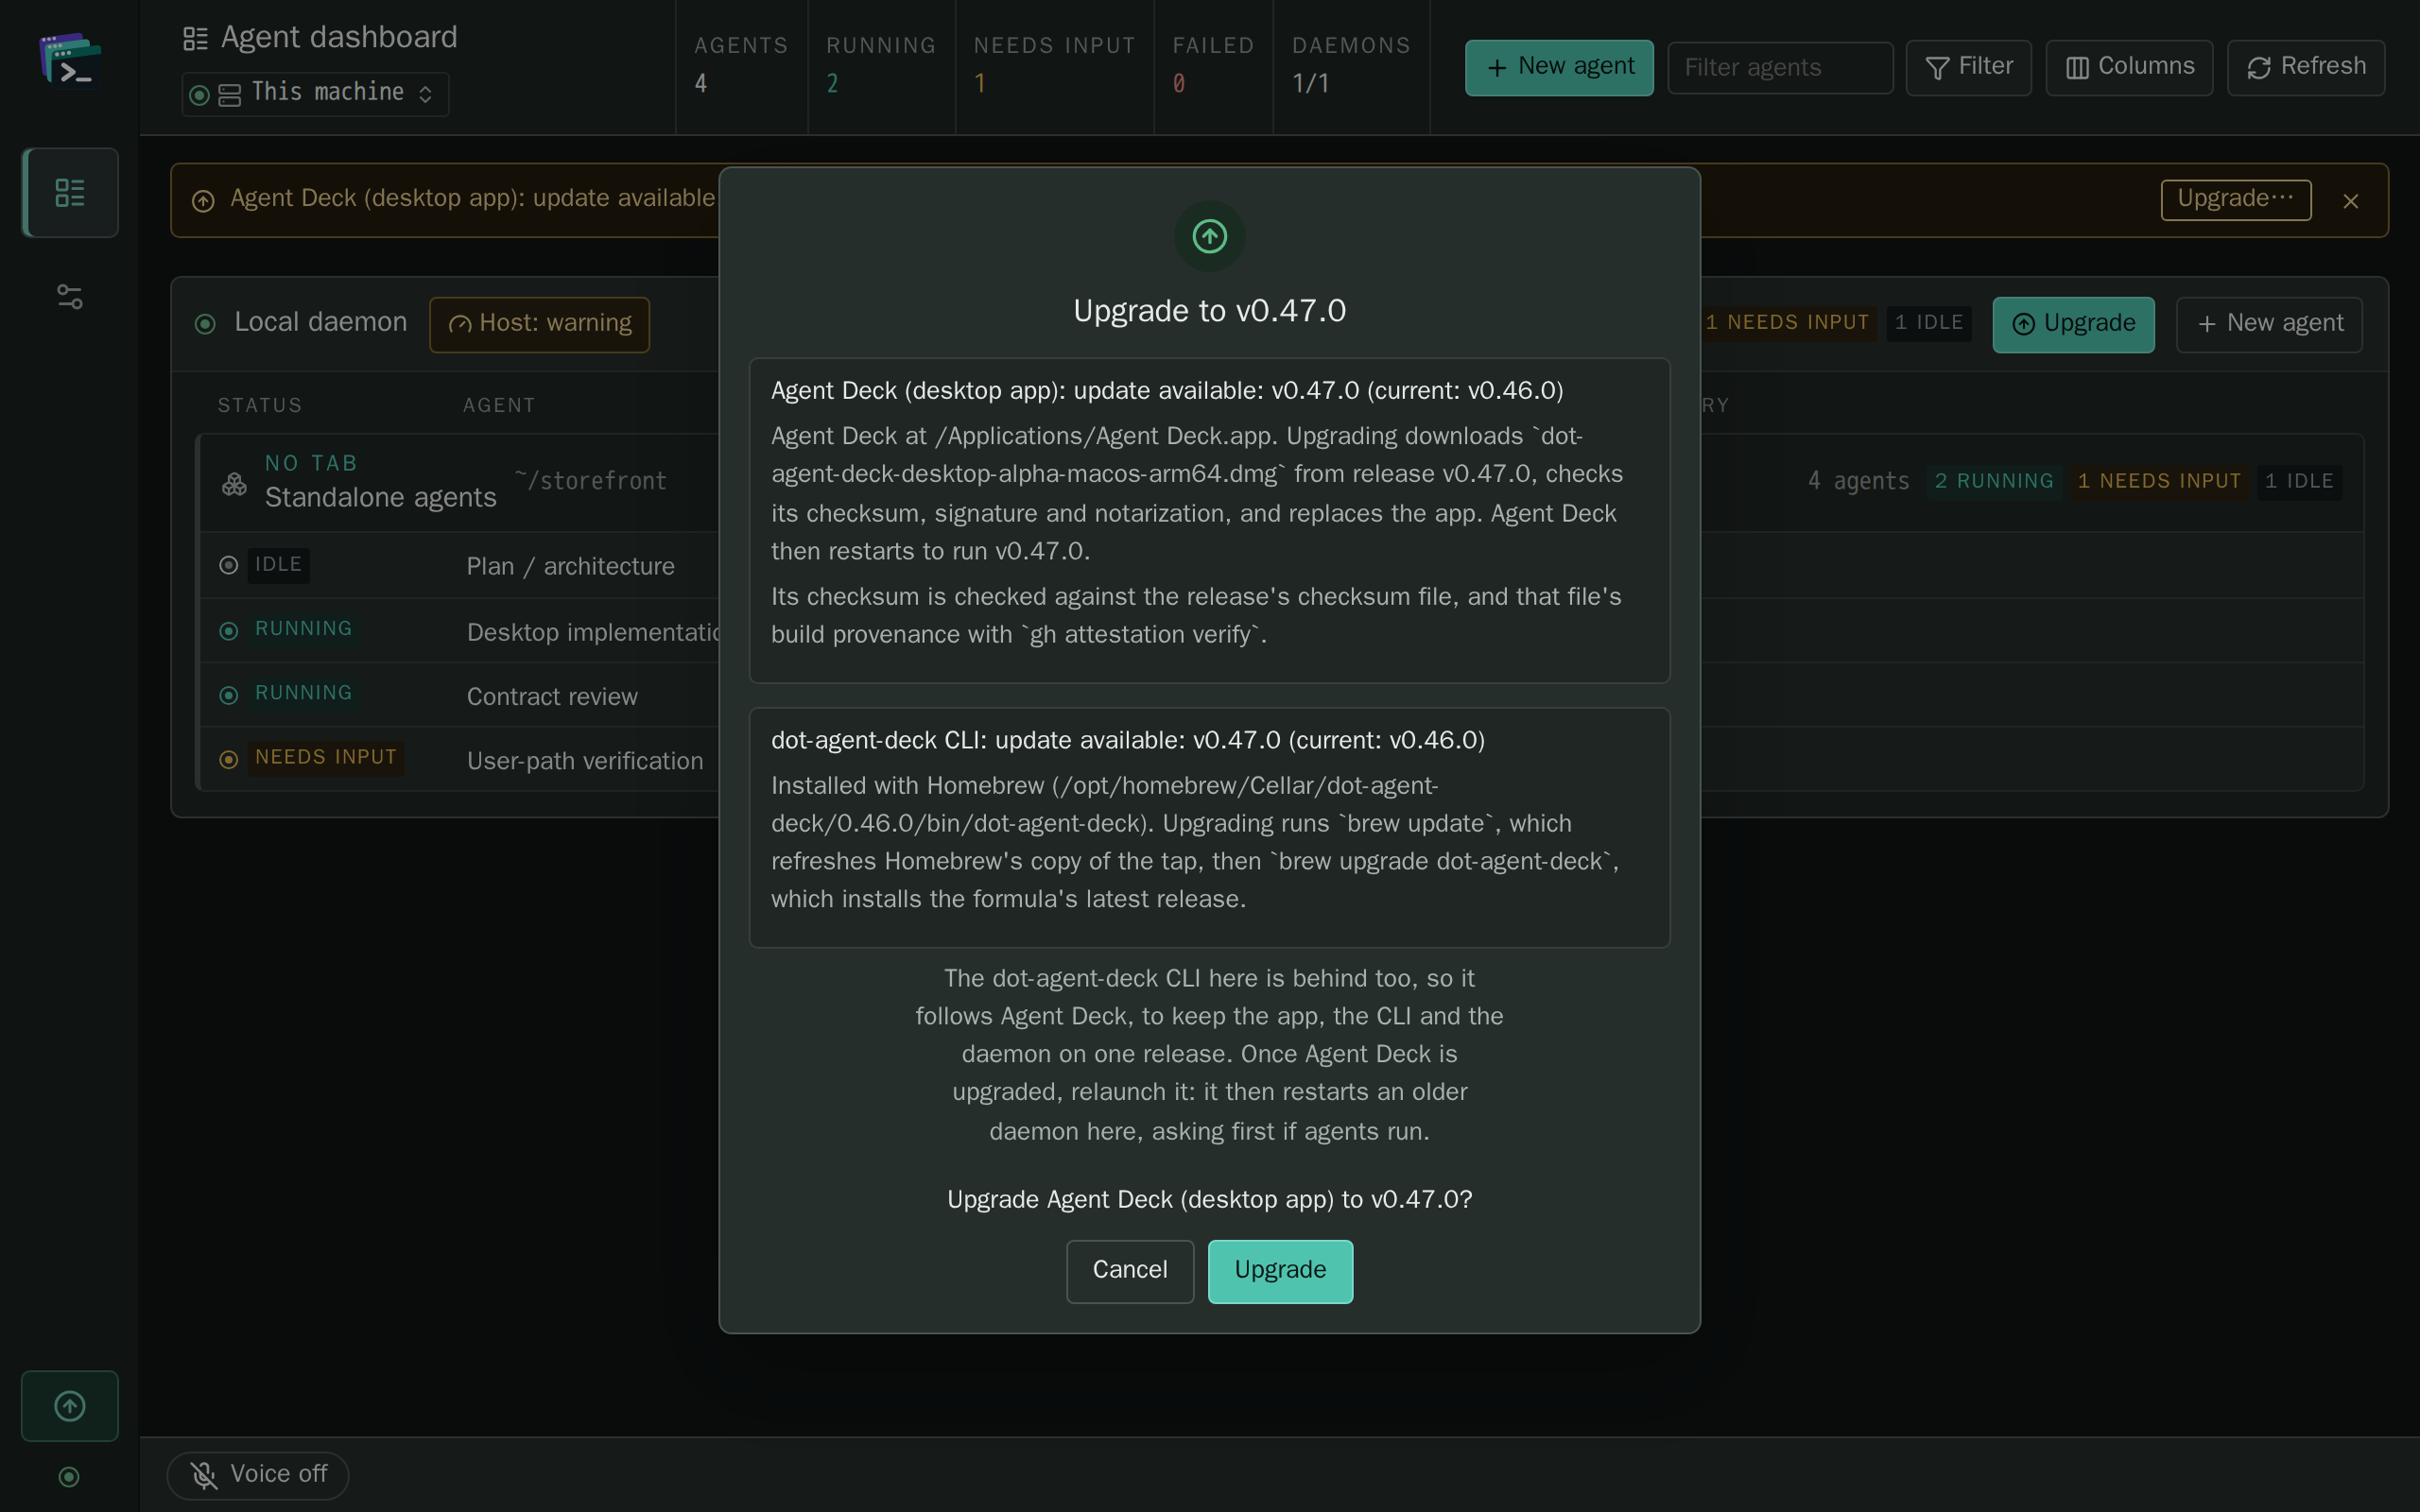 Agent dashboard
This machine
AGENTS
4
RUNNING
2
NEEDS INPUT
1
FAILED
0
DAEMONS
1/1
+ New agent
Filter agents
Filter
Columns
Refresh
Agent Deck (desktop app): update available
Upgrade···
Local daemon
Host: warning
1 NEEDS INPUT
1 IDLE
Upgrade
+ New agent
STATUS
AGENT
RY
NO TAB
Standalone agents
~/storefront
4 agents
2 RUNNING
1 NEEDS INPUT
1 IDLE
IDLE
Plan / architecture
RUNNING
Desktop implementatio
RUNNING
Contract review
NEEDS INPUT
User-path verification
Upgrade to v0.47.0
Agent Deck (desktop app): update available: v0.47.0 (current: v0.46.0)
Agent Deck at /Applications/Agent Deck.app. Upgrading downloads `dot-
agent-deck-desktop-alpha-macos-arm64.dmg` from release v0.47.0, checks
its checksum, signature and notarization, and replaces the app. Agent Deck
then restarts to run v0.47.0.
Its checksum is checked against the release's checksum file, and that file's
build provenance with `gh attestation verify`.
dot-agent-deck CLI: update available: v0.47.0 (current: v0.46.0)
Installed with Homebrew (/opt/homebrew/Cellar/dot-agent-
deck/0.46.0/bin/dot-agent-deck). Upgrading runs `brew update`, which
refreshes Homebrew's copy of the tap, then `brew upgrade dot-agent-deck`,
which installs the formula's latest release.
The dot-agent-deck CLI here is behind too, so it
follows Agent Deck, to keep the app, the CLI and the
daemon on one release. Once Agent Deck is
upgraded, relaunch it: it then restarts an older
daemon here, asking first if agents run.
Upgrade Agent Deck (desktop app) to v0.47.0?
Cancel
Upgrade
Voice off